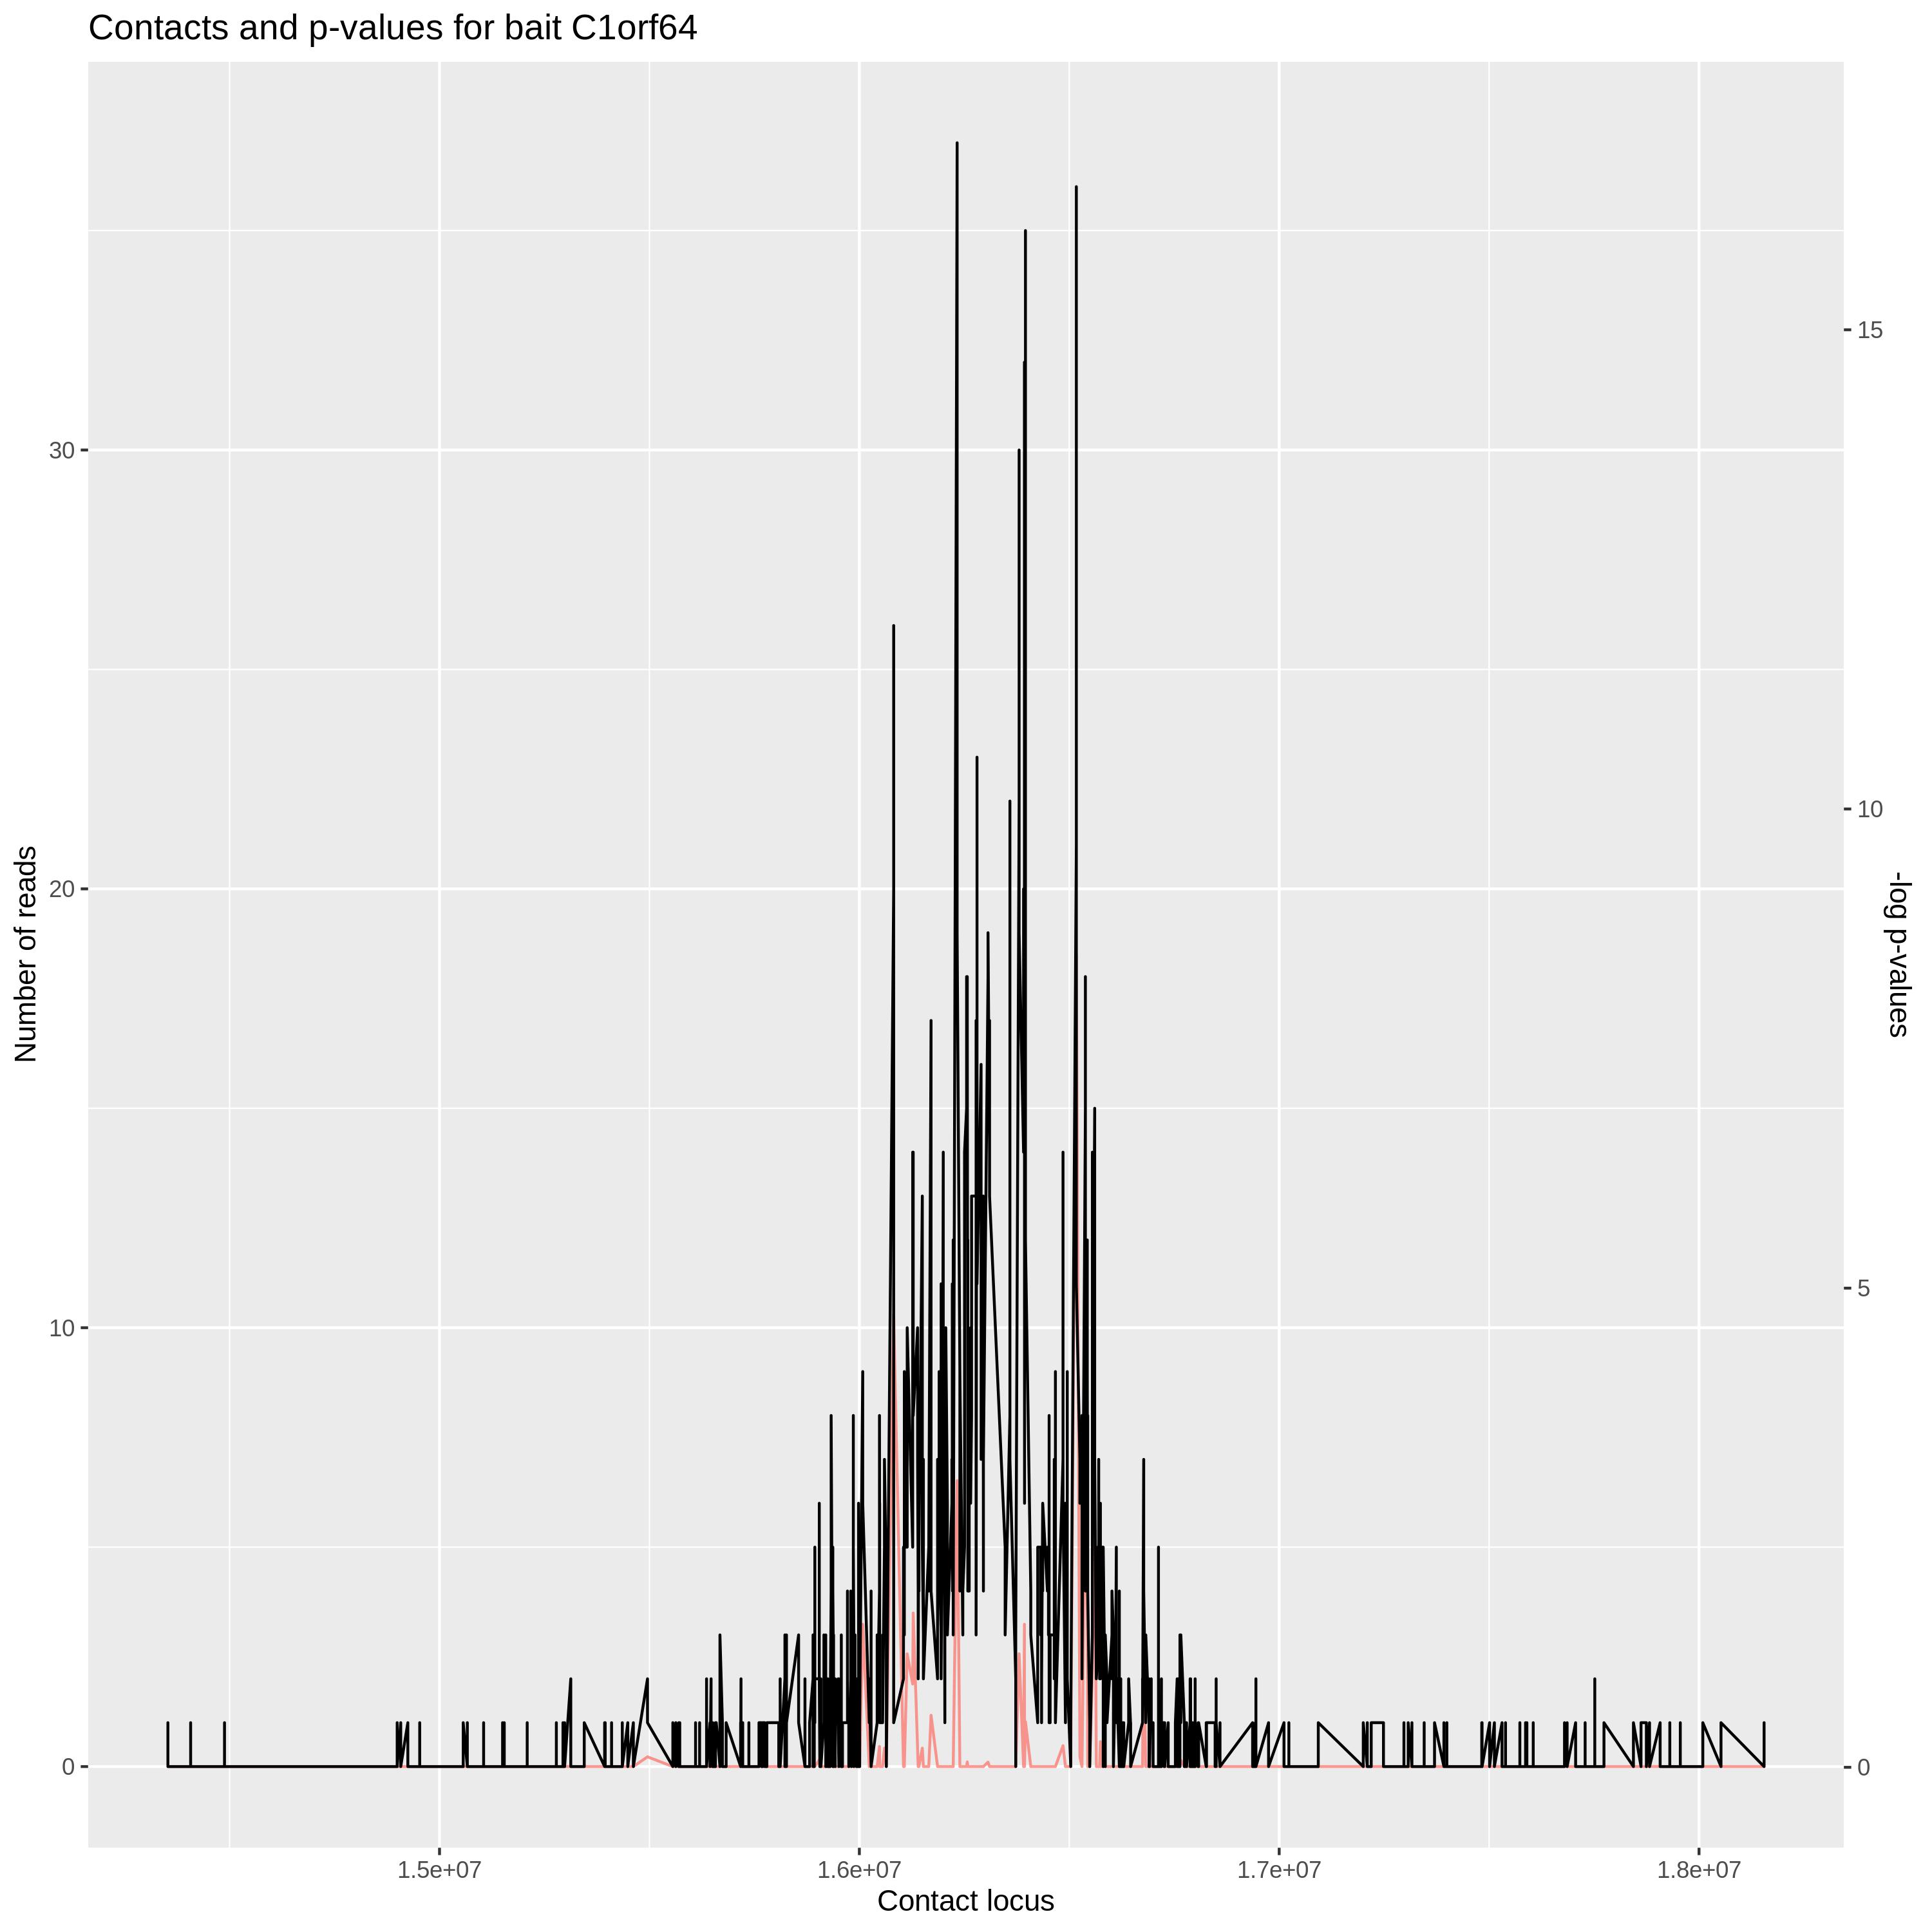 Contacts and p-values for bait C1orf64
Number of reads
30
20
10
0
15
10
5
0
-log p-values
1.5e+07
1.6e+07
1.7e+07
1.8e+07
Contact locus